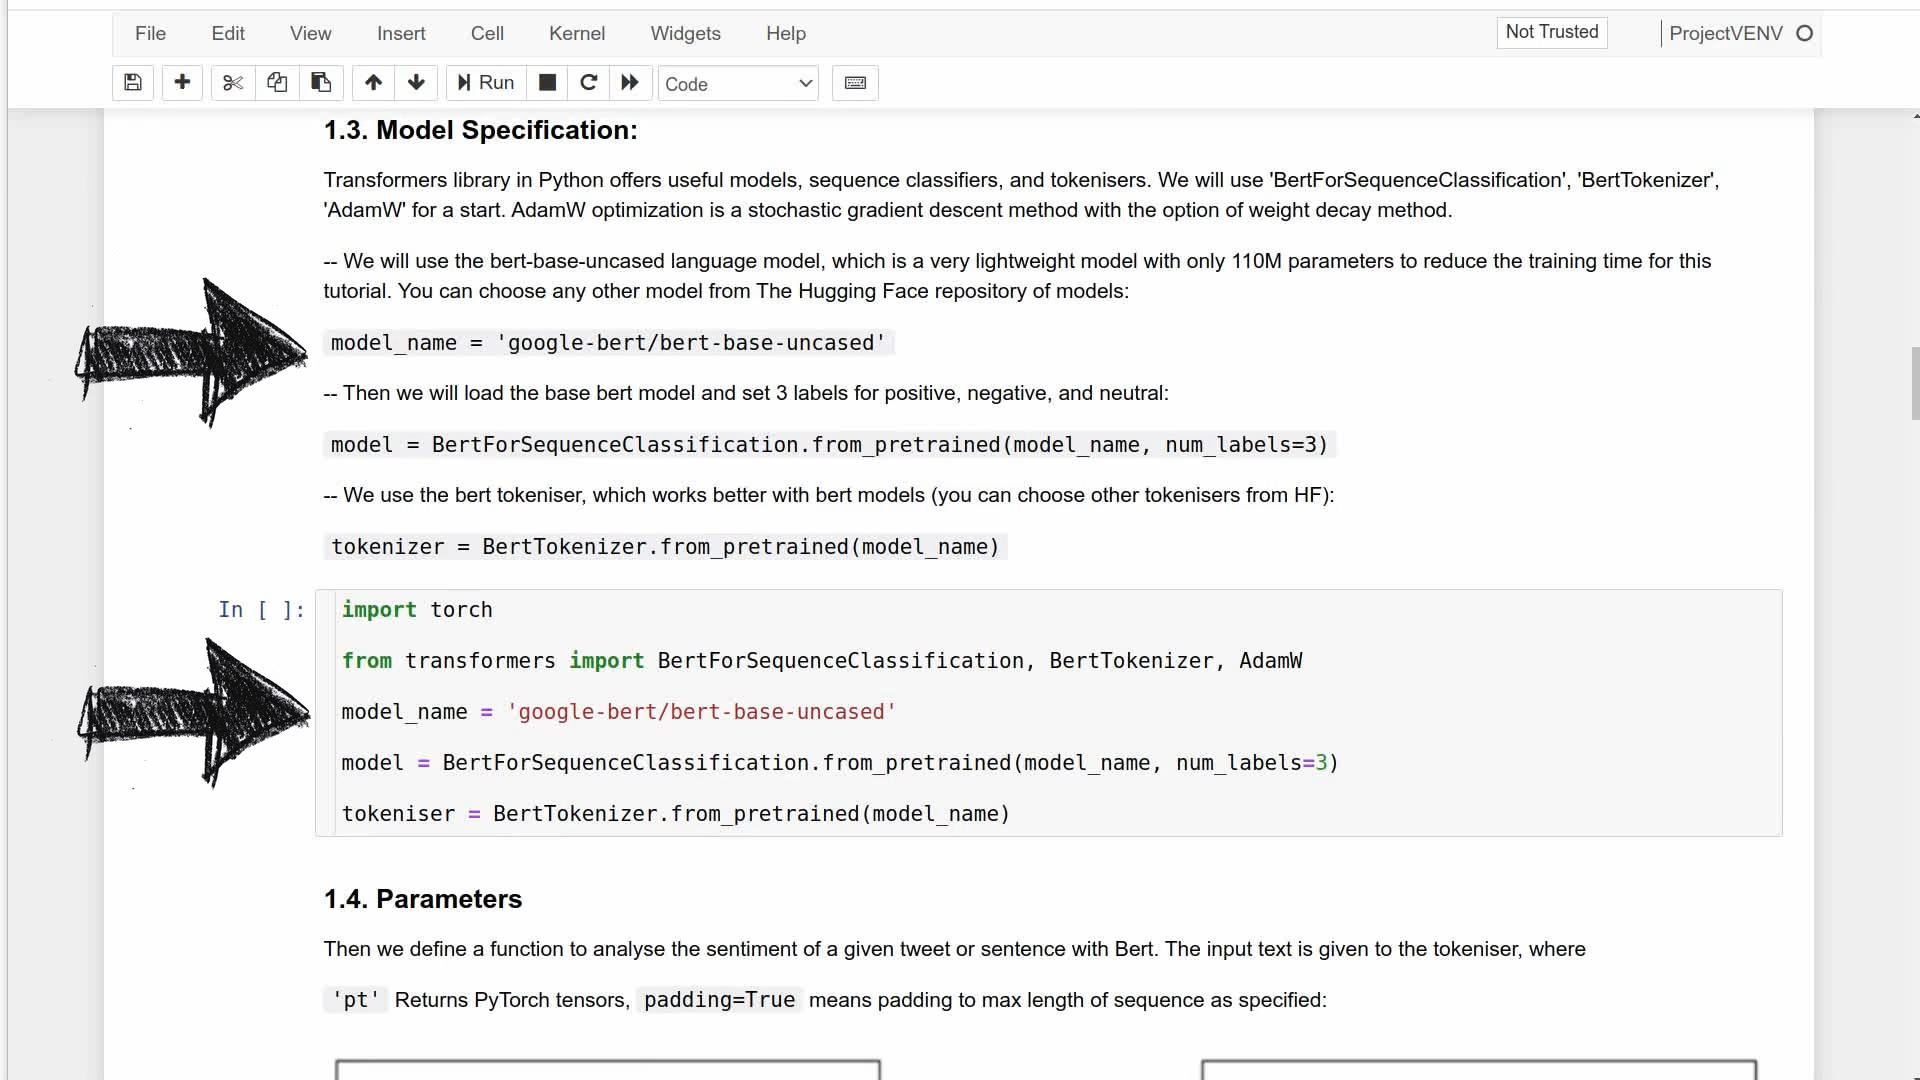 File Edit View Insert Cell Kernel Widgets Help Not Trusted ProjectVENV
Run Code
1.3. Model Specification:
Transformers library in Python offers useful models, sequence classifiers, and tokenisers. We will use 'BertForSequenceClassification', 'BertTokenizer',
'AdamW' for a start. AdamW optimization is a stochastic gradient descent method with the option of weight decay method.
-- We will use the bert-base-uncased language model, which is a very lightweight model with only 110M parameters to reduce the training time for this
tutorial. You can choose any other model from The Hugging Face repository of models:
model_name = 'google-bert/bert-base-uncased'
-- Then we will load the base bert model and set 3 labels for positive, negative, and neutral:
model = BertForSequenceClassification.from_pretrained(model_name, num_labels=3)
-- We use the bert tokeniser, which works better with bert models (you can choose other tokenisers from HF):
tokenizer = BertTokenizer.from_pretrained(model_name)
In [ ]: import torch
from transformers import BertForSequenceClassification, BertTokenizer, AdamW
model_name = 'google-bert/bert-base-uncased'
model = BertForSequenceClassification.from_pretrained(model_name, num_labels=3)
tokeniser = BertTokenizer.from_pretrained(model_name)
1.4. Parameters
Then we define a function to analyse the sentiment of a given tweet or sentence with Bert. The input text is given to the tokeniser, where
'pt' Returns PyTorch tensors, padding=True means padding to max length of sequence as specified: